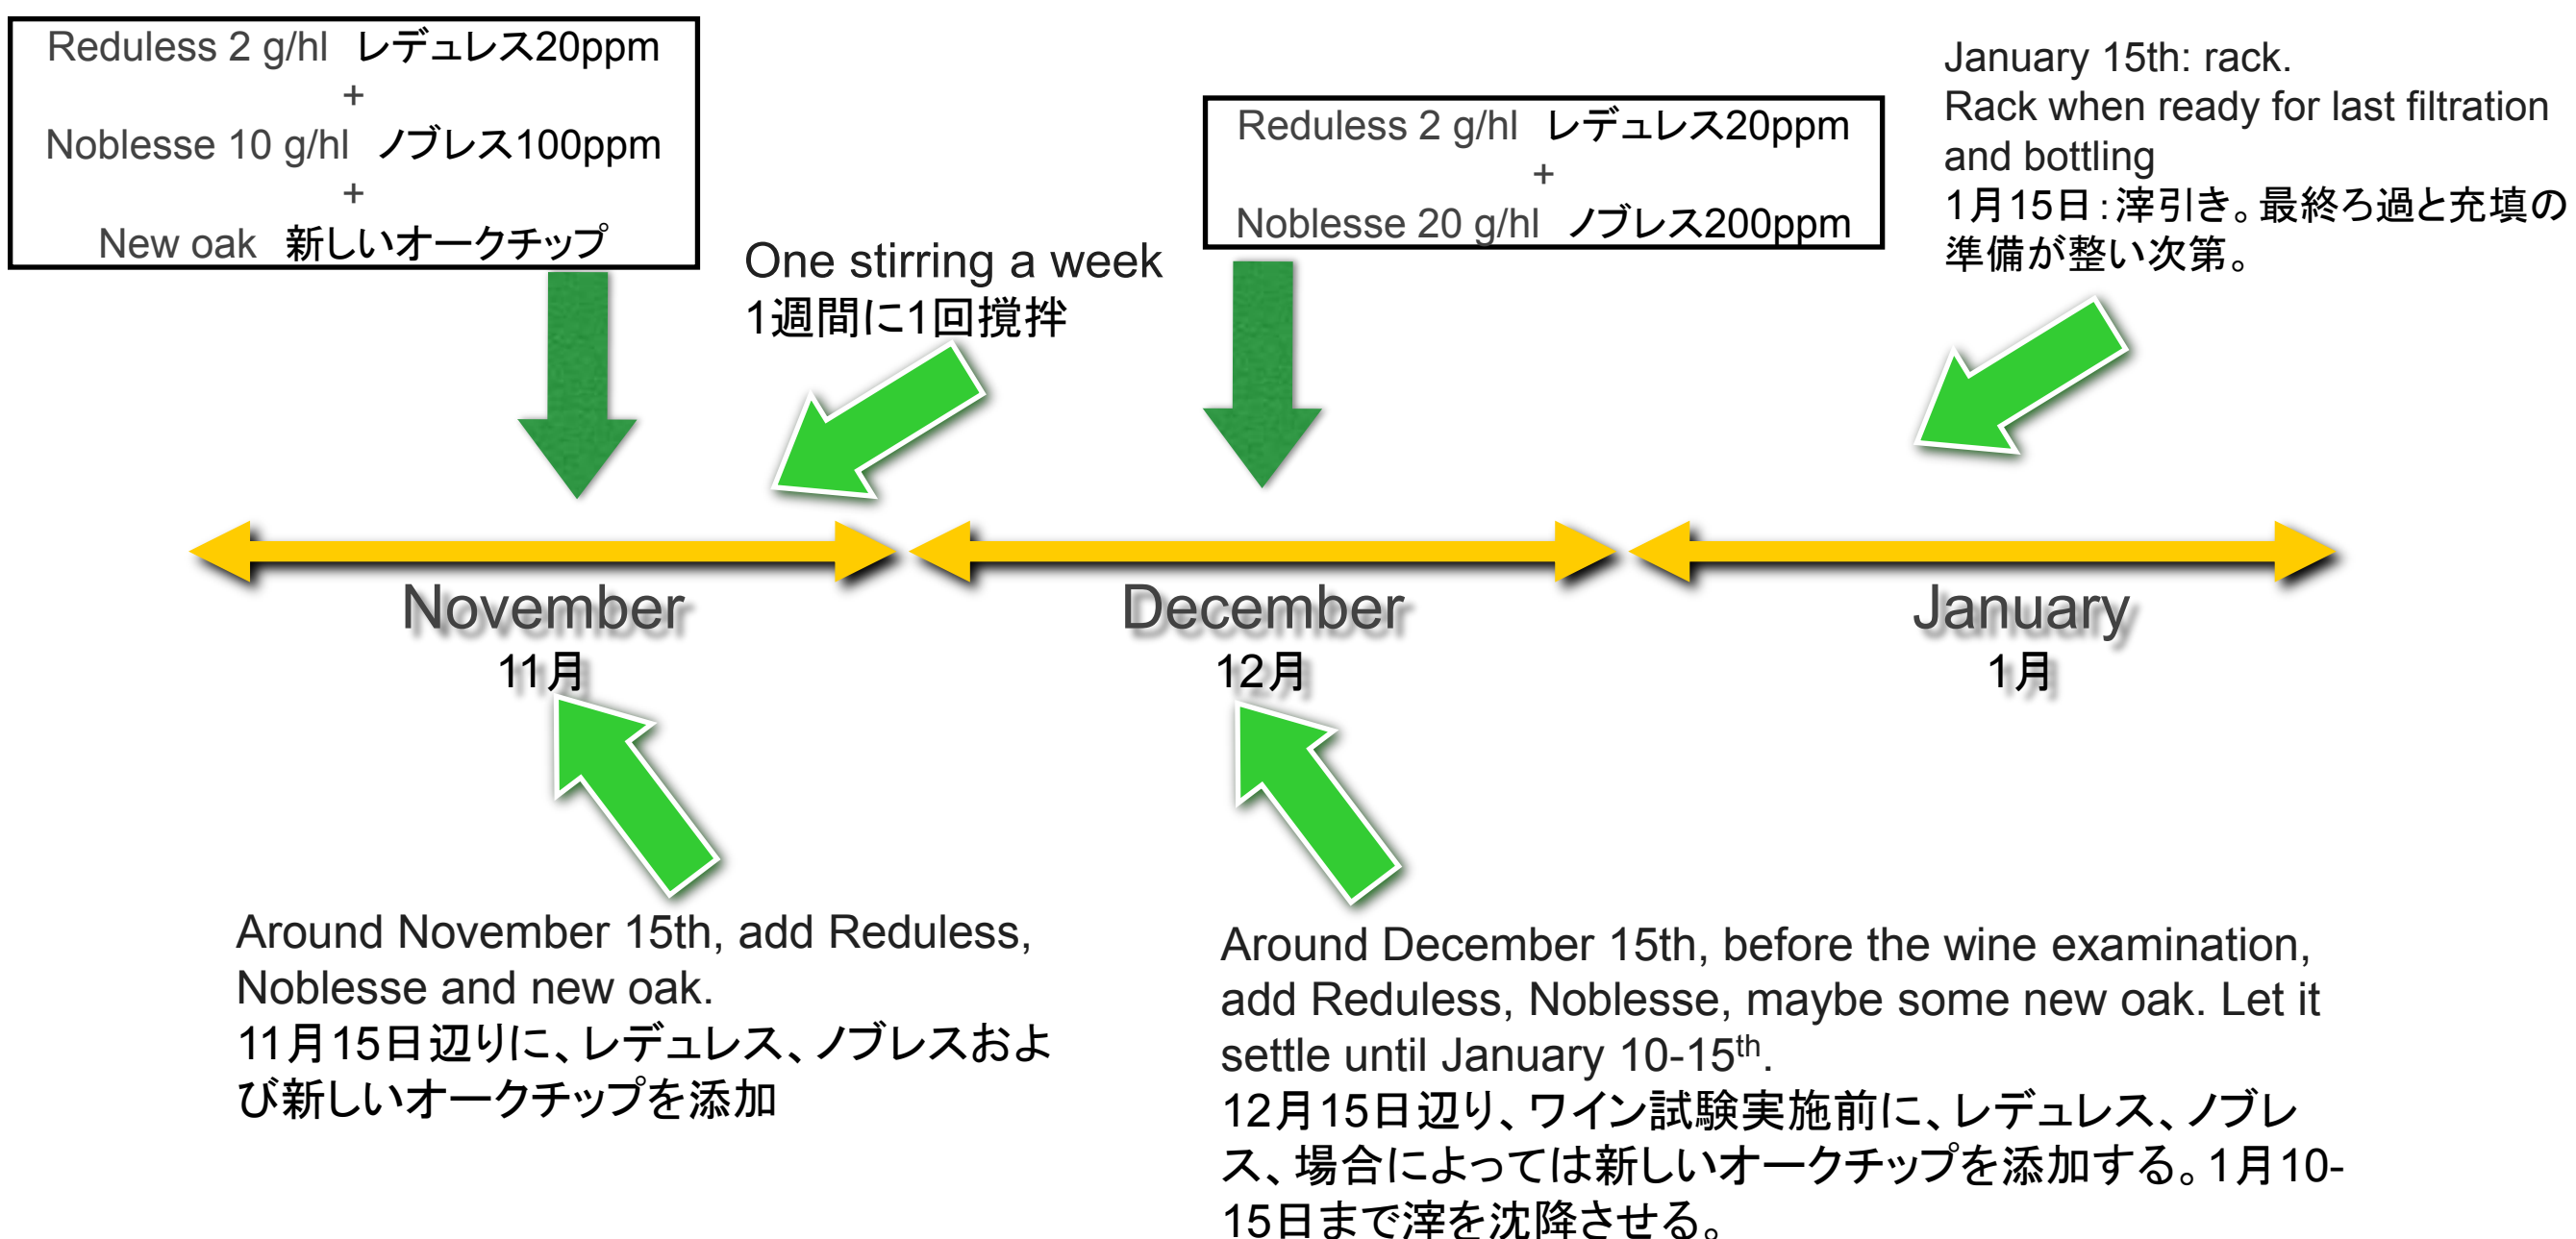 Reduless 2 g/hl レデュレス20ppm
+
Noblesse 10 g/hl ノブレス100ppm
+
New oak 新しいオークチップ
One stirring a week
1週間に1回撹拌
Reduless 2 g/hl レデュレス20ppm
+
Noblesse 20 g/hl ノブレス200ppm
January 15th: rack.
Rack when ready for last filtration
and bottling
1月15日:滓引き。最終ろ過と充填の
準備が整い次第。
November
11月
December
12月
January
1月
Around November 15th, add Reduless,
Noblesse and new oak.
11月15日辺りに、レデュレス、ノブレスおよ
び新しいオークチップを添加
Around December 15th, before the wine examination,
add Reduless, Noblesse, maybe some new oak. Let it
settle until January 10-15th.
12月15日辺り、ワイン試験実施前に、レデュレス、ノブレ
ス、場合によっては新しいオークチップを添加する。1月10-
15日まで滓を沈降させる。